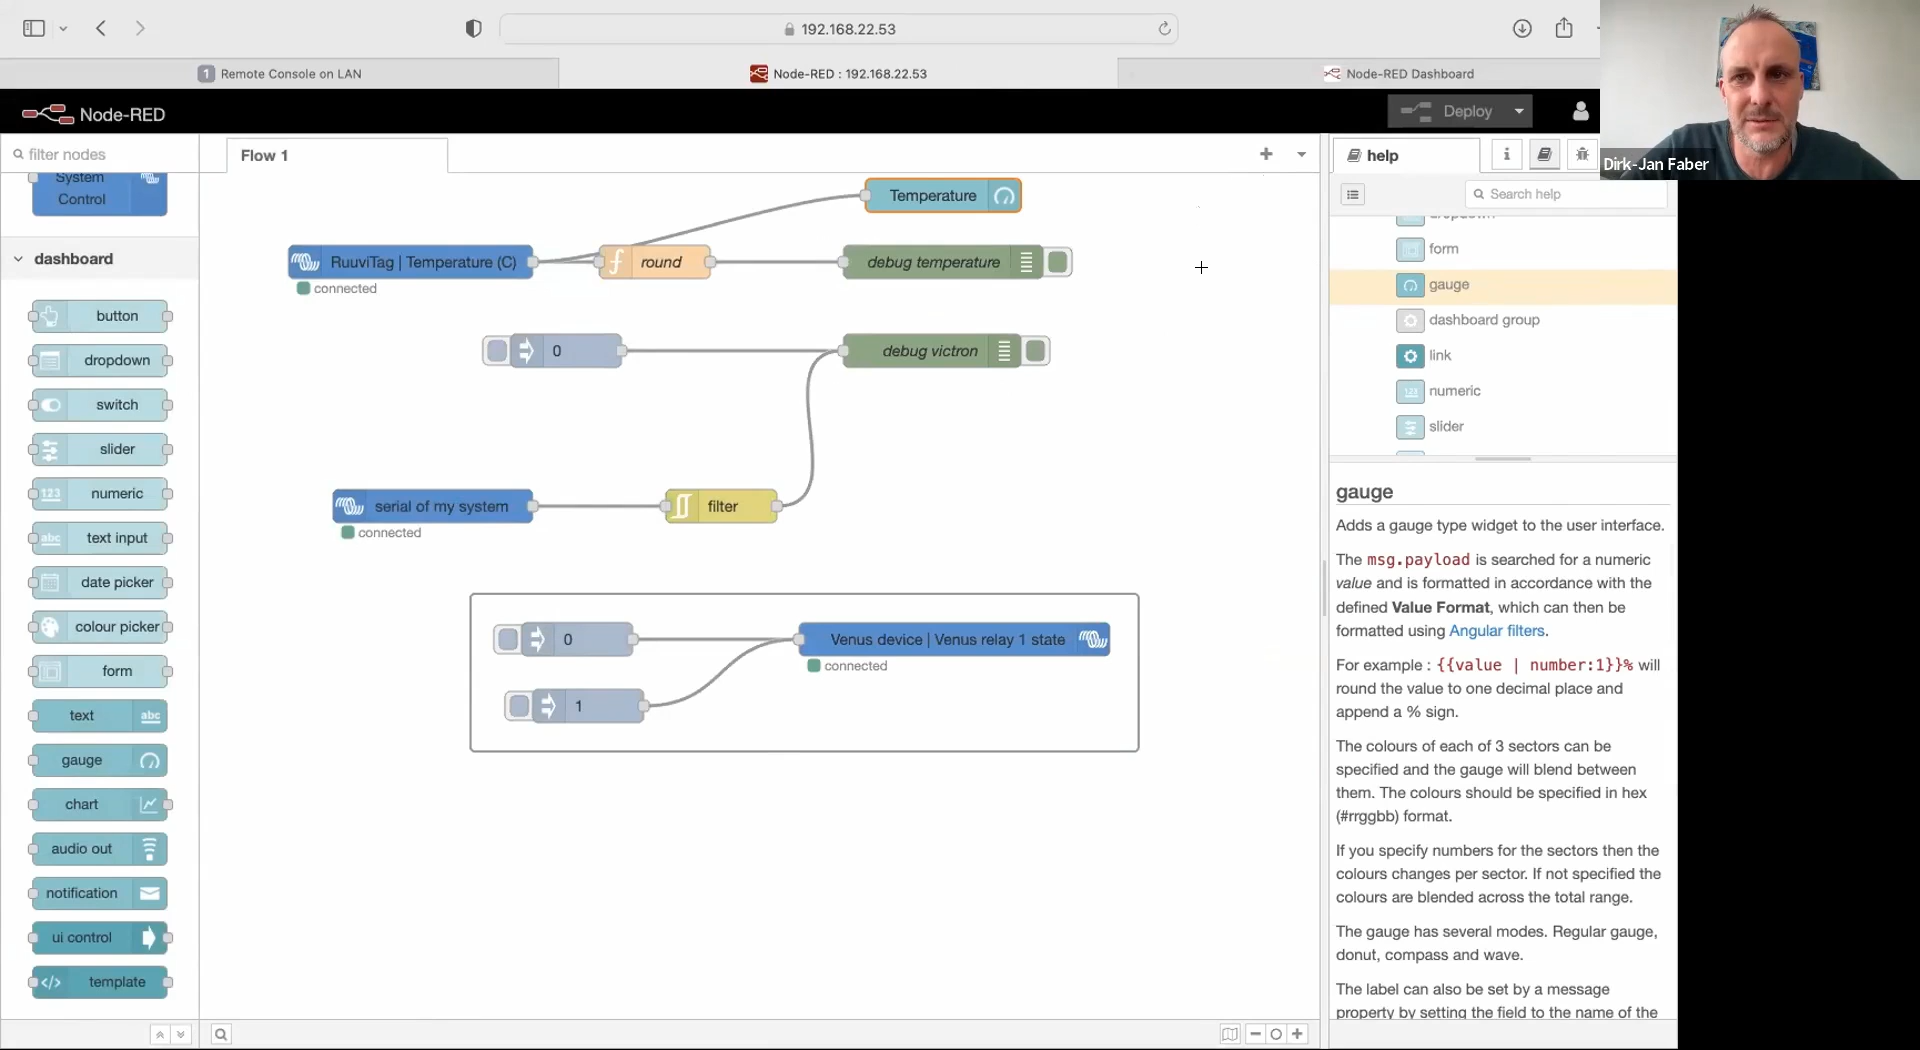 192.168.22.53
1 Remote Console on LAN
Node-RED : 192.168.22.53
Node-RED Dashboard
Node-RED
Deploy
Dirk-Jan Faber
filter nodes
Flow 1
help
i
System
Control
Search help
dashboard
button
dropdown
switch
slider
123 numeric
abc text input
date picker
colour picker
form
text abc
gauge
chart
audio out
notification
ui control
</> template
Temperature
RuuviTag | Temperature (C)
connected
f round
debug temperature
0
debug victron
serial of my system
connected
filter
0
Venus device | Venus relay 1 state
connected
1
dropdown
form
gauge
dashboard group
link
123 numeric
slider
gauge
Adds a gauge type widget to the user interface.
The msg.payload is searched for a numeric
value and is formatted in accordance with the
defined Value Format, which can then be
formatted using Angular filters.
For example : {{value | number:1}}% will
round the value to one decimal place and
append a % sign.
The colours of each of 3 sectors can be
specified and the gauge will blend between
them. The colours should be specified in hex
(#rrggbb) format.
If you specify numbers for the sectors then the
colours changes per sector. If not specified the
colours are blended across the total range.
The gauge has several modes. Regular gauge,
donut, compass and wave.
The label can also be set by a message
property by setting the field to the name of the